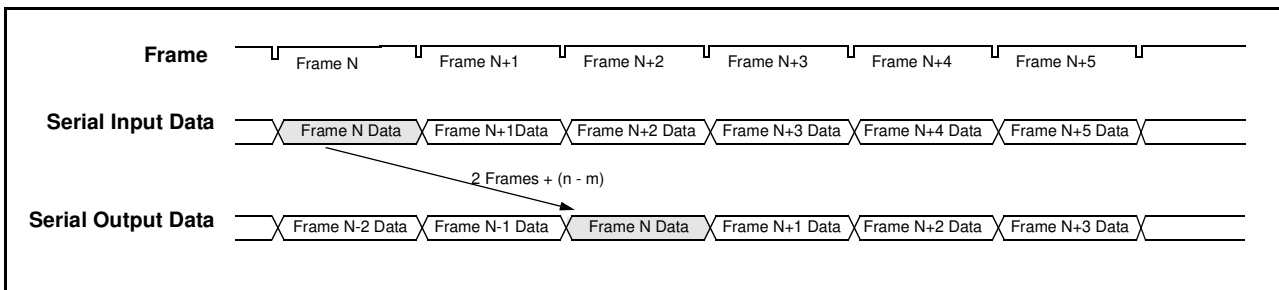 Frame
Frame N Frame N+1 Frame N+2 Frame N+3 Frame N+4 Frame N+5
Serial Input Data
Frame N Data Frame N+1Data Frame N+2 Data Frame N+3 Data Frame N+4 Data Frame N+5 Data
2 Frames + (n - m)
Serial Output Data
Frame N-2 Data Frame N-1 Data Frame N Data Frame N+1 Data Frame N+2 Data Frame N+3 Data